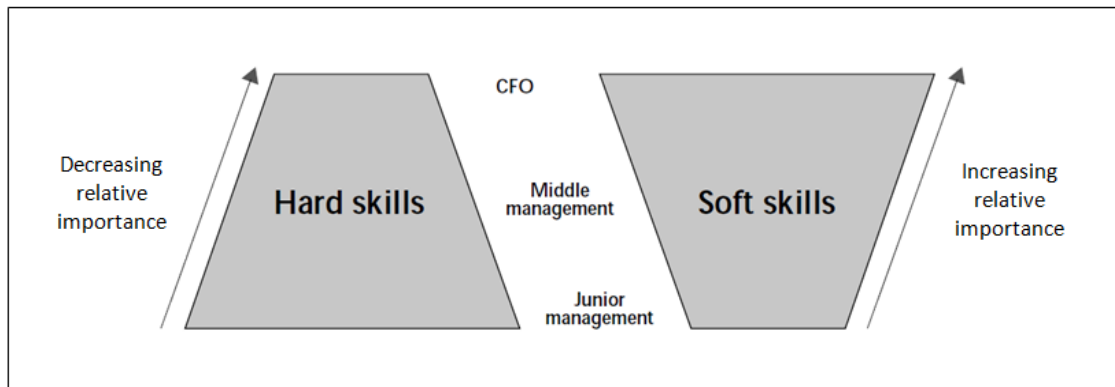 CFO
Decreasing
relative
importance
Hard skills
Middle
management
Soft skills
Increasing
relative
importance
Junior
management